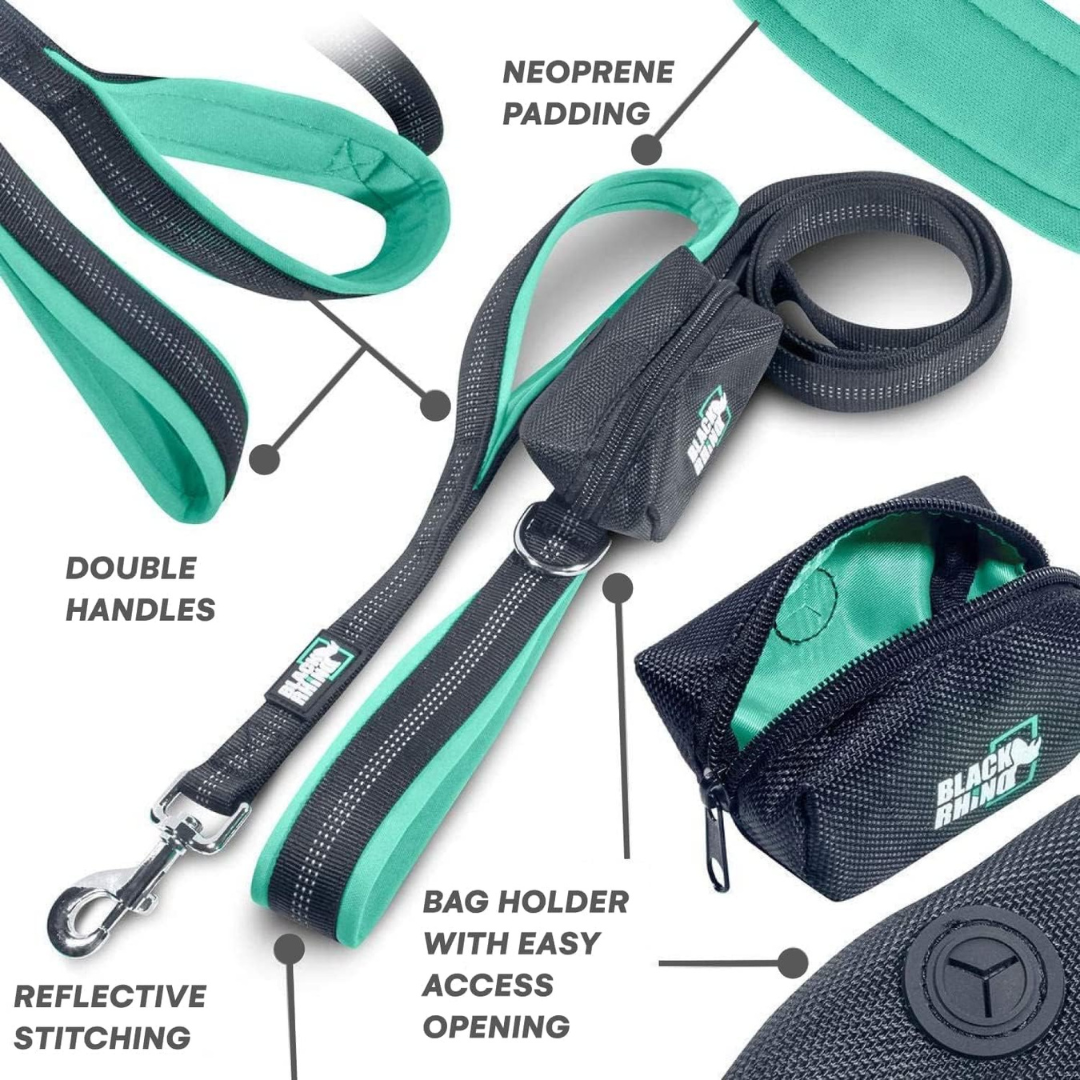 NEOPRENE
PADDING
BLACK
RHINO
DOUBLE
HANDLES
BLACK
RHINO
BLACK
RHINO
BAG HOLDER
WITH EASY
ACCESS
OPENING
REFLECTIVE
STITCHING